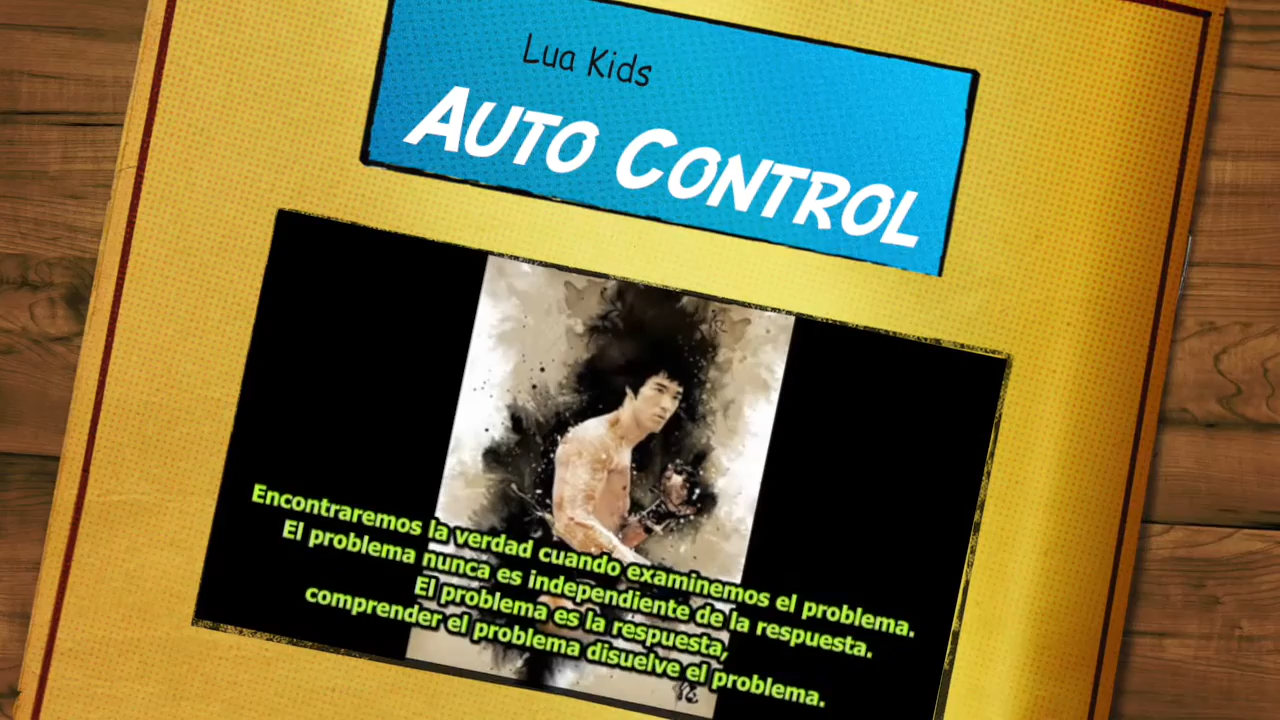 Lua Kids
AUTO CONTROL
Encontraremos la verdad cuando examinemos el problema.
El problema nunca es independiente de la respuesta.
El problema es la respuesta,
comprender el problema disuelve el problema.